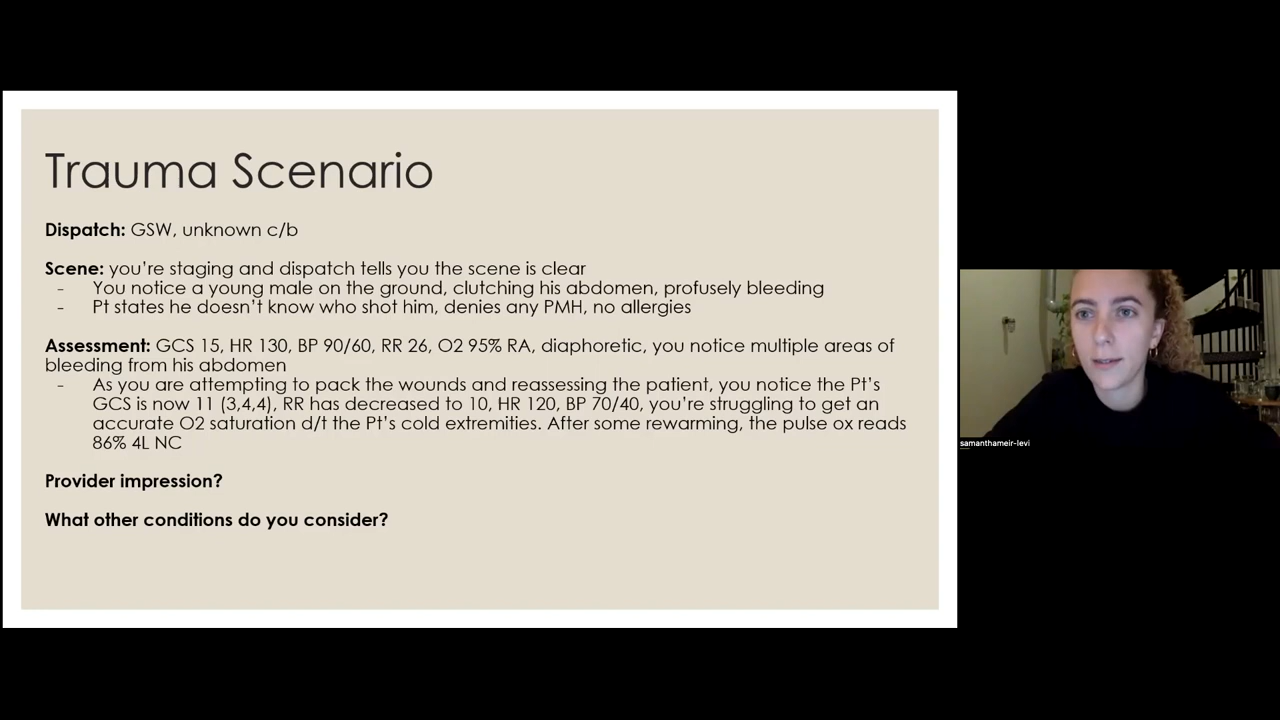 Trauma Scenario
Dispatch: GSW, unknown c/b
Scene: you’re staging and dispatch tells you the scene is clear
- You notice a young male on the ground, clutching his abdomen, profusely bleeding
- Pt states he doesn’t know who shot him, denies any PMH, no allergies
Assessment: GCS 15, HR 130, BP 90/60, RR 26, O2 95% RA, diaphoretic, you notice multiple areas of
bleeding from his abdomen
- As you are attempting to pack the wounds and reassessing the patient, you notice the Pt’s
GCS is now 11 (3,4,4), RR has decreased to 10, HR 120, BP 70/40, you’re struggling to get an
accurate O2 saturation d/t the Pt’s cold extremities. After some rewarming, the pulse ox reads
86% 4L NC
Provider impression?
What other conditions do you consider?
samanthameir-levi